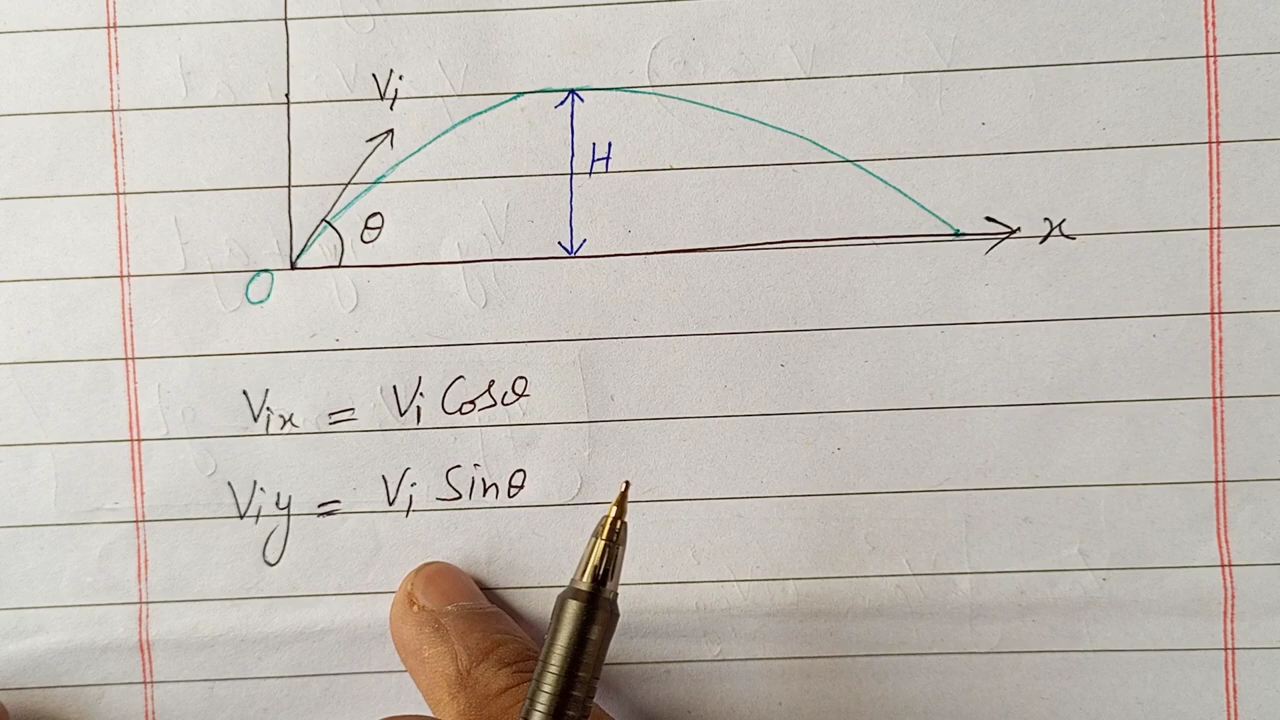 Vi
H
θ
x
O
Vix = Vi Cosθ
Viy = Vi Sinθ